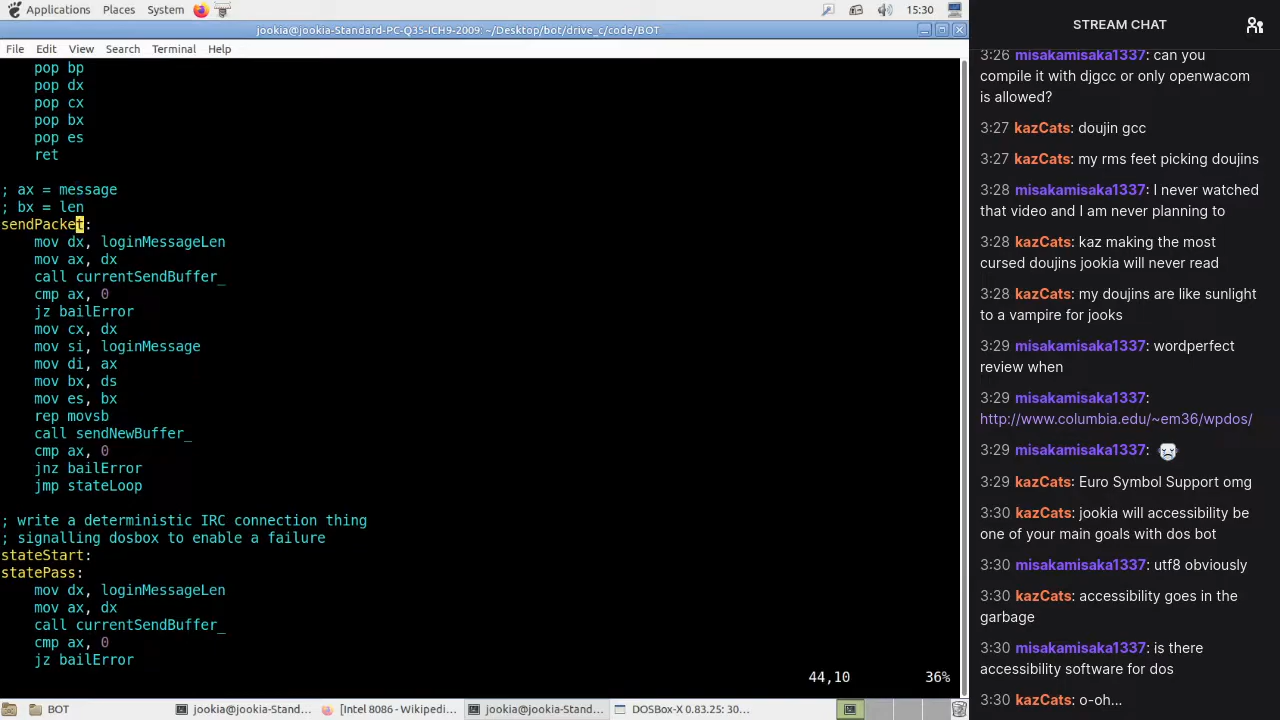 Applications Places System 15:30
jookia@jookia-Standard-PC-Q35-ICH9-2009: ~/Desktop/bot/drive_c/code/BOT
File Edit View Search Terminal Help
pop bp
pop dx
pop cx
pop bx
pop es
ret
; ax = message
; bx = len
sendPacket:
mov dx, loginMessageLen
mov ax, dx
call currentSendBuffer_
cmp ax, 0
jz bailError
mov cx, dx
mov si, loginMessage
mov di, ax
mov bx, ds
mov es, bx
rep movsb
call sendNewBuffer_
cmp ax, 0
jnz bailError
jmp stateLoop
; write a deterministic IRC connection thing
; signalling dosbox to enable a failure
stateStart:
statePass:
mov dx, loginMessageLen
mov ax, dx
call currentSendBuffer_
cmp ax, 0
jz bailError
44,10 36%
BOT jookia@jookia-Stand... [Intel 8086 - Wikipedi... jookia@jookia-Stand... DOSBox-X 0.83.25: 30...
STREAM CHAT
3:26 misakamisaka1337: can you
compile it with djgcc or only openwacom
is allowed?
3:27 kazCats: doujin gcc
3:27 kazCats: my rms feet picking doujins
3:28 misakamisaka1337: I never watched
that video and I am never planning to
3:28 kazCats: kaz making the most
cursed doujins jookia will never read
3:28 kazCats: my doujins are like sunlight
to a vampire for jooks
3:29 misakamisaka1337: wordperfect
review when
3:29 misakamisaka1337:
http://www.columbia.edu/~em36/wpdos/
3:29 misakamisaka1337:
3:29 kazCats: Euro Symbol Support omg
3:30 kazCats: jookia will accessibility be
one of your main goals with dos bot
3:30 misakamisaka1337: utf8 obviously
3:30 kazCats: accessibility goes in the
garbage
3:30 misakamisaka1337: is there
accessibility software for dos
3:30 kazCats: o-oh...